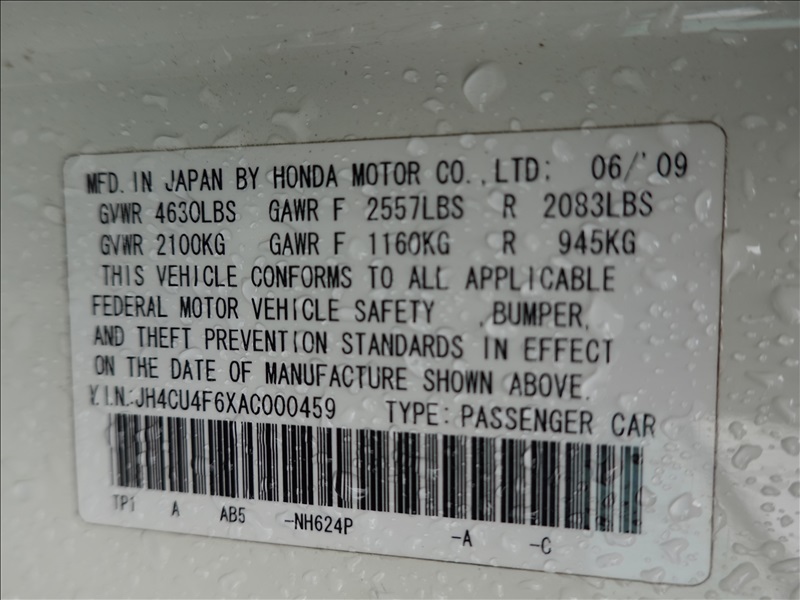 MFD. IN JAPAN BY HONDA MOTOR CO., LTD: 06/'09
GVWR 4630LBS GAWR F 2557LBS R 2083LBS
GVWR 2100KG GAWR F 1160KG R 945KG
THIS VEHICLE CONFORMS TO ALL APPLICABLE
FEDERAL MOTOR VEHICLE SAFETY , BUMPER,
AND THEFT PREVENTION STANDARDS IN EFFECT
ON THE DATE OF MANUFACTURE SHOWN ABOVE.
V.I.N.:JH4CU4F6XAC000459 TYPE: PASSENGER CAR
TP1 A AB5 -NH624P -A -C